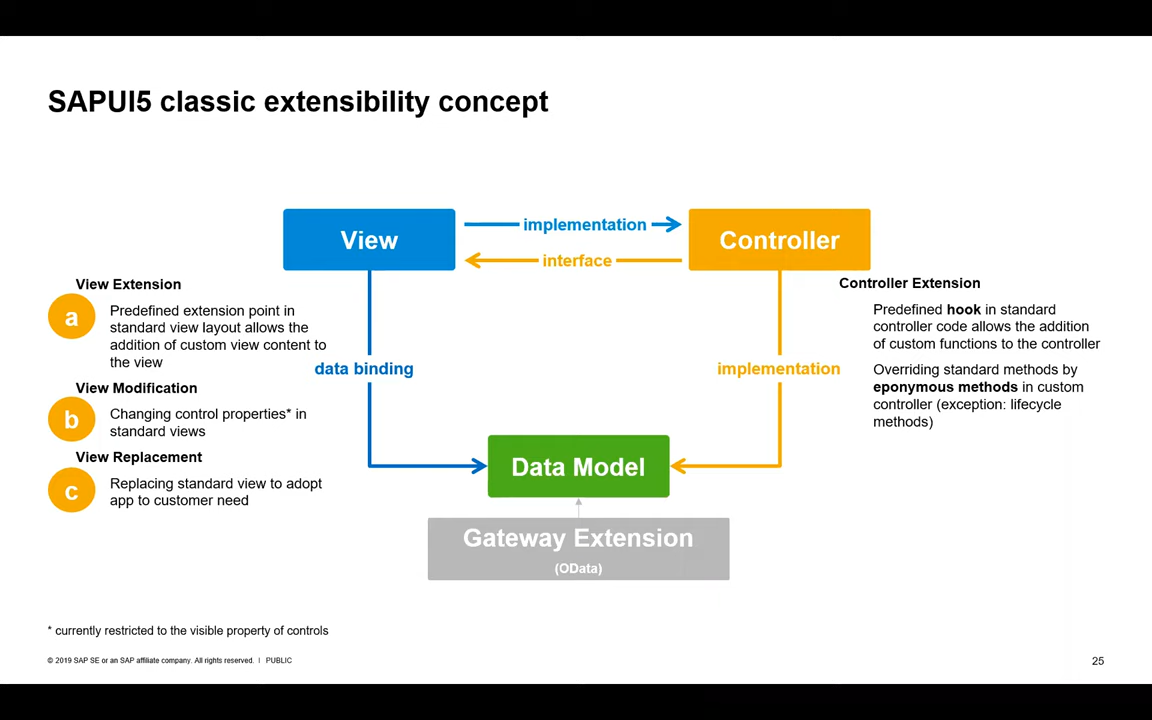 SAPUI5 classic extensibility concept
View
implementation
interface
Controller
View Extension
a
Predefined extension point in
standard view layout allows the
addition of custom view content to
the view
View Modification
b
Changing control properties* in
standard views
View Replacement
c
Replacing standard view to adopt
app to customer need
data binding
implementation
Controller Extension
Predefined hook in standard
controller code allows the addition
of custom functions to the controller
Overriding standard methods by
eponymous methods in custom
controller (exception: lifecycle
methods)
Data Model
Gateway Extension
(OData)
* currently restricted to the visible property of controls
© 2019 SAP SE or an SAP affiliate company. All rights reserved. | PUBLIC
25